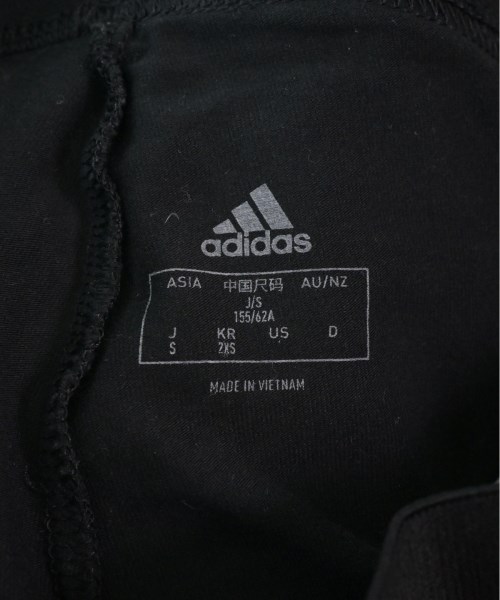 adidas
ASIA 中国尺码 AU/NZ
J/S
155/62A
J KR US D
S 2XS
MADE IN VIETNAM